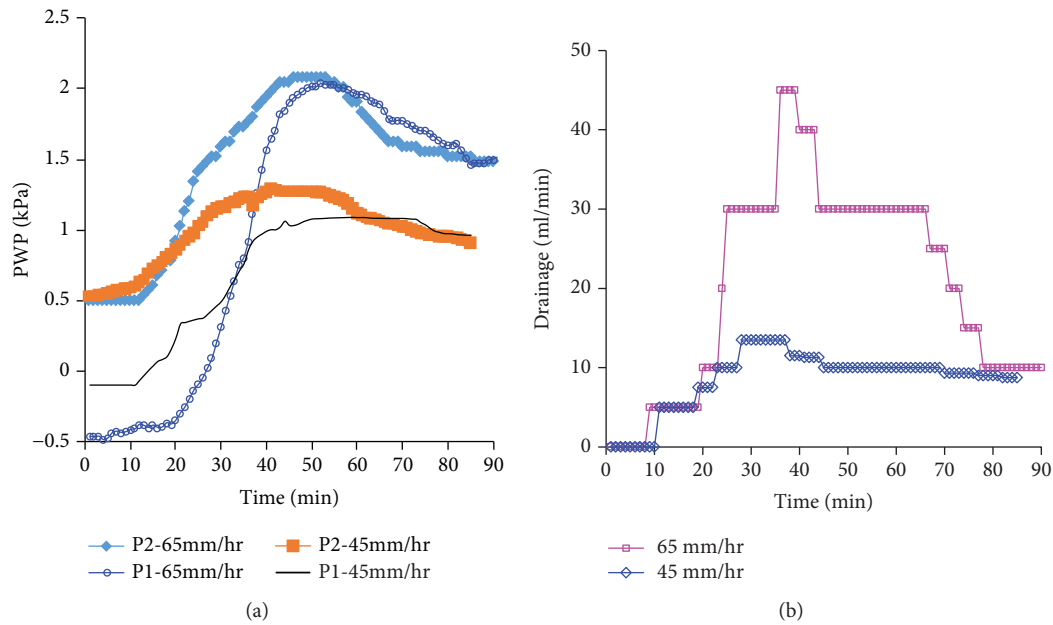 2.5
2
1.5
1
0.5
0
−0.5
PWP (kPa)
0 10 20 30 40 50 60 70 80 90
Time (min)
P2-65mm/hr
P2-45mm/hr
P1-65mm/hr
P1-45mm/hr
(a)
50
40
30
20
10
0
Drainage (ml/min)
0 10 20 30 40 50 60 70 80 90
Time (min)
65 mm/hr
45 mm/hr
(b)